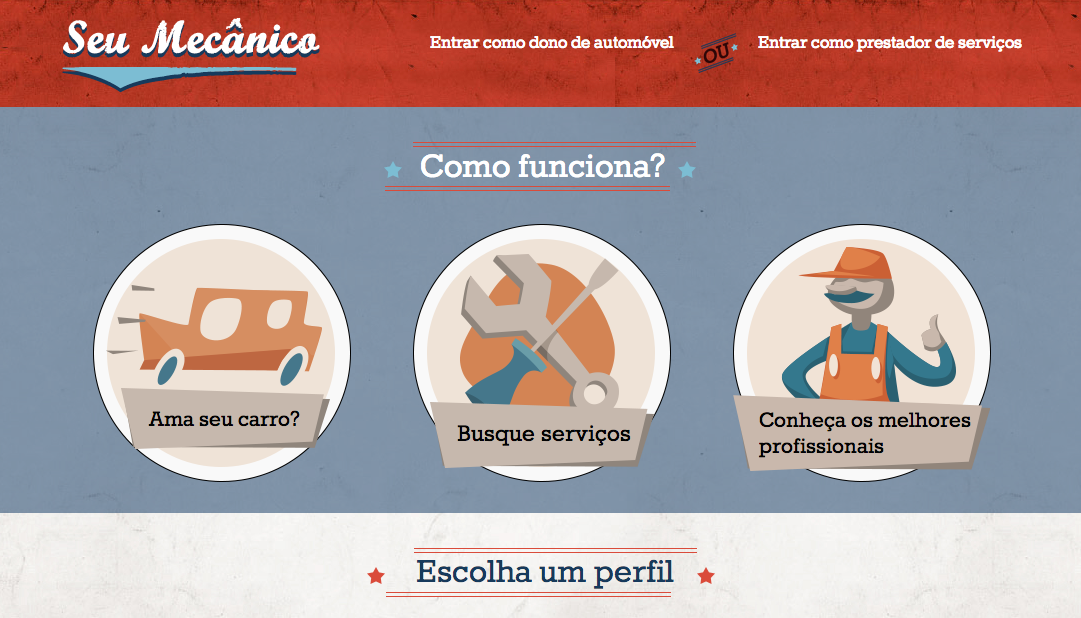 Seu Mecânico
Entrar como dono de automóvel
OU
Entrar como prestador de serviços
Como funciona?
Ama seu carro?
Busque serviços
Conheça os melhores
profissionais
Escolha um perfil